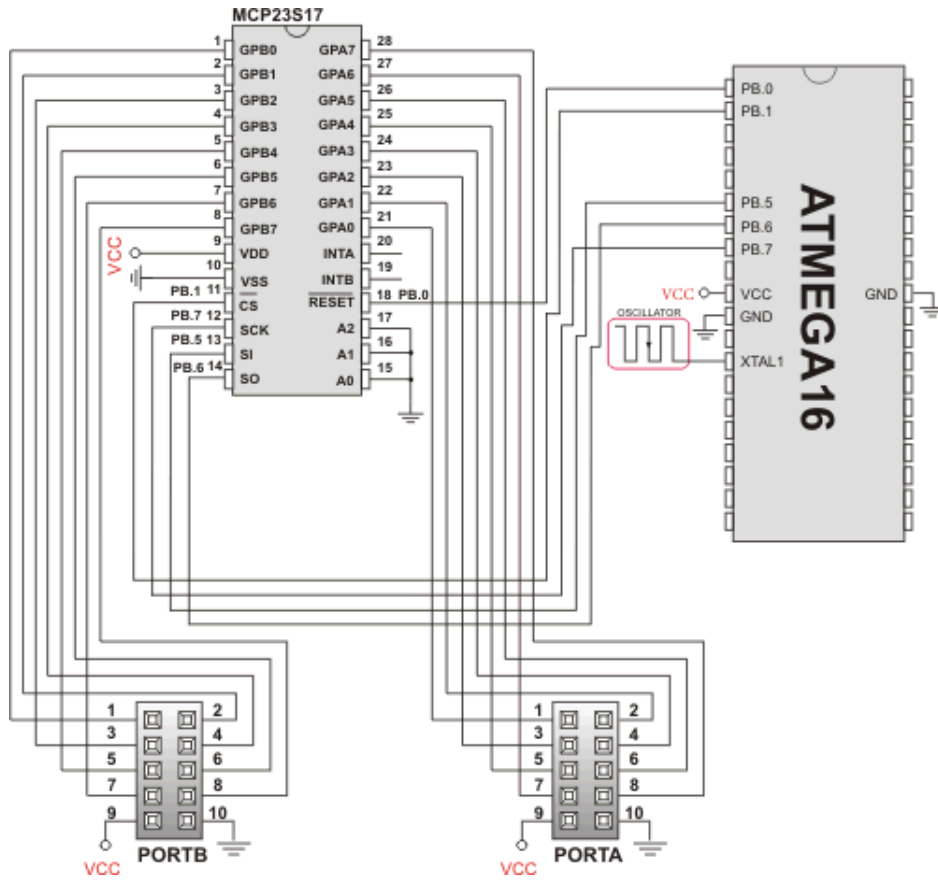 MCP23S17
1 GPB0 GPA7 28
2 GPB1 GPA6 27
3 GPB2 GPA5 26
4 GPB3 GPA4 25
5 GPB4 GPA3 24
6 GPB5 GPA2 23
7 GPB6 GPA1 22
8 GPB7 GPA0 21
9 VDD INTA 20
10 VSS INTB 19
PB.1 11 CS RESET 18 PB.0
PB.7 12 SCK A2 17
PB.5 13 SI A1 16
PB.6 14 SO A0 15
VCC
PB.0
PB.1
PB.5
PB.6
PB.7
VCC VCC GND
OSCILLATOR GND
XTAL1
ATMEGA16
1 2
3 4
5 6
7 8
9 10
VCC
PORTB
1 2
3 4
5 6
7 8
9 10
VCC
PORTA